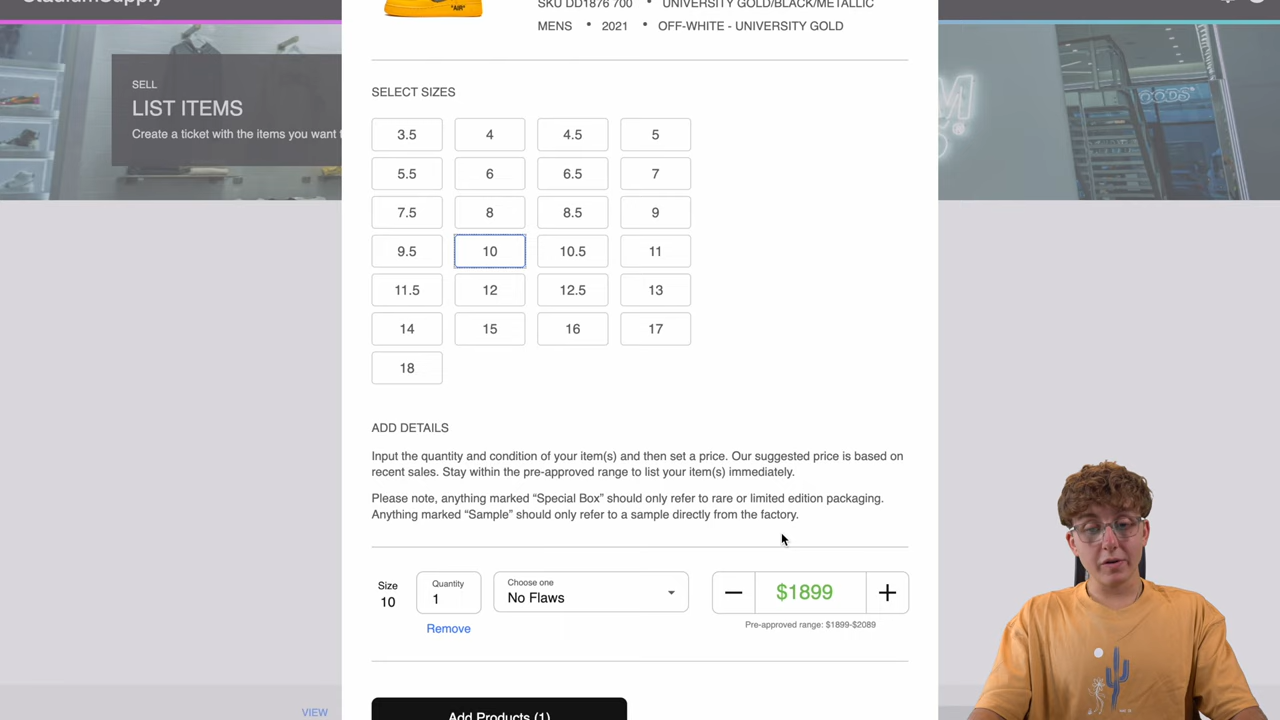 StadiumSupply
SKU DD1876 700 • UNIVERSITY GOLD/BLACK/METALLIC
"AIR"
MENS • 2021 • OFF-WHITE - UNIVERSITY GOLD
SELL
LIST ITEMS
Create a ticket with the items you want
OODS
SELECT SIZES
3.5 4 4.5 5
5.5 6 6.5 7
7.5 8 8.5 9
9.5 10 10.5 11
11.5 12 12.5 13
14 15 16 17
18
ADD DETAILS
Input the quantity and condition of your item(s) and then set a price. Our suggested price is based on
recent sales. Stay within the pre-approved range to list your item(s) immediately.
Please note, anything marked “Special Box” should only refer to rare or limited edition packaging.
Anything marked “Sample” should only refer to a sample directly from the factory.
Size
10
Quantity
1
Remove
Choose one
No Flaws
− $1899 +
Pre-approved range: $1899-$2089
VIEW
Add Products (1)